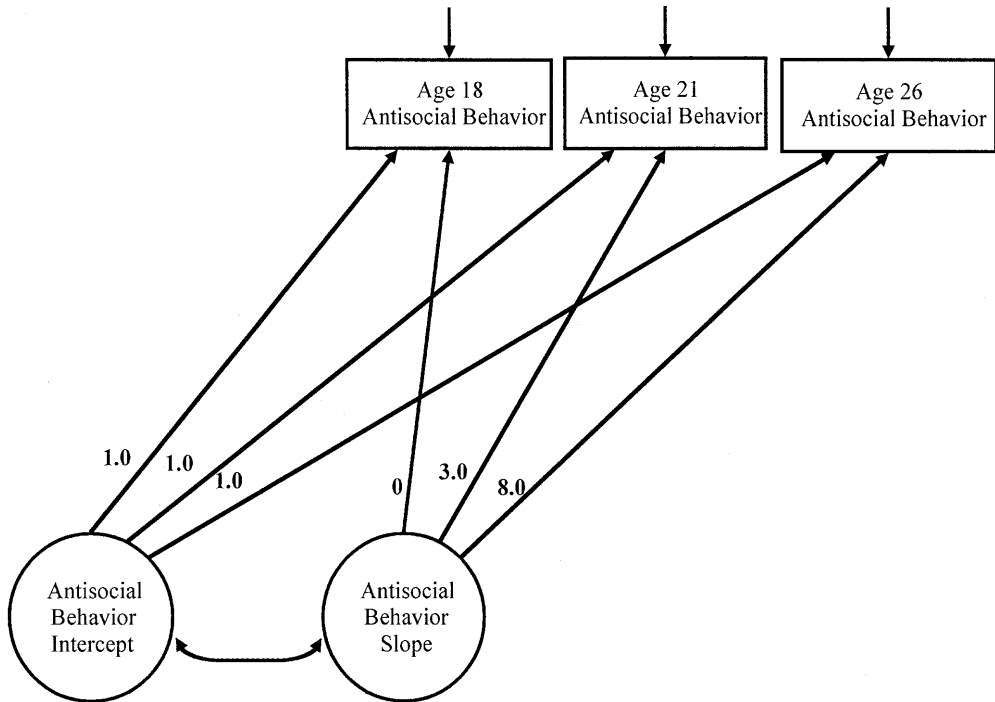 Age 18
Antisocial Behavior
Age 21
Antisocial Behavior
Age 26
Antisocial Behavior
1.0
1.0
1.0
0
3.0
8.0
Antisocial
Behavior
Intercept
Antisocial
Behavior
Slope